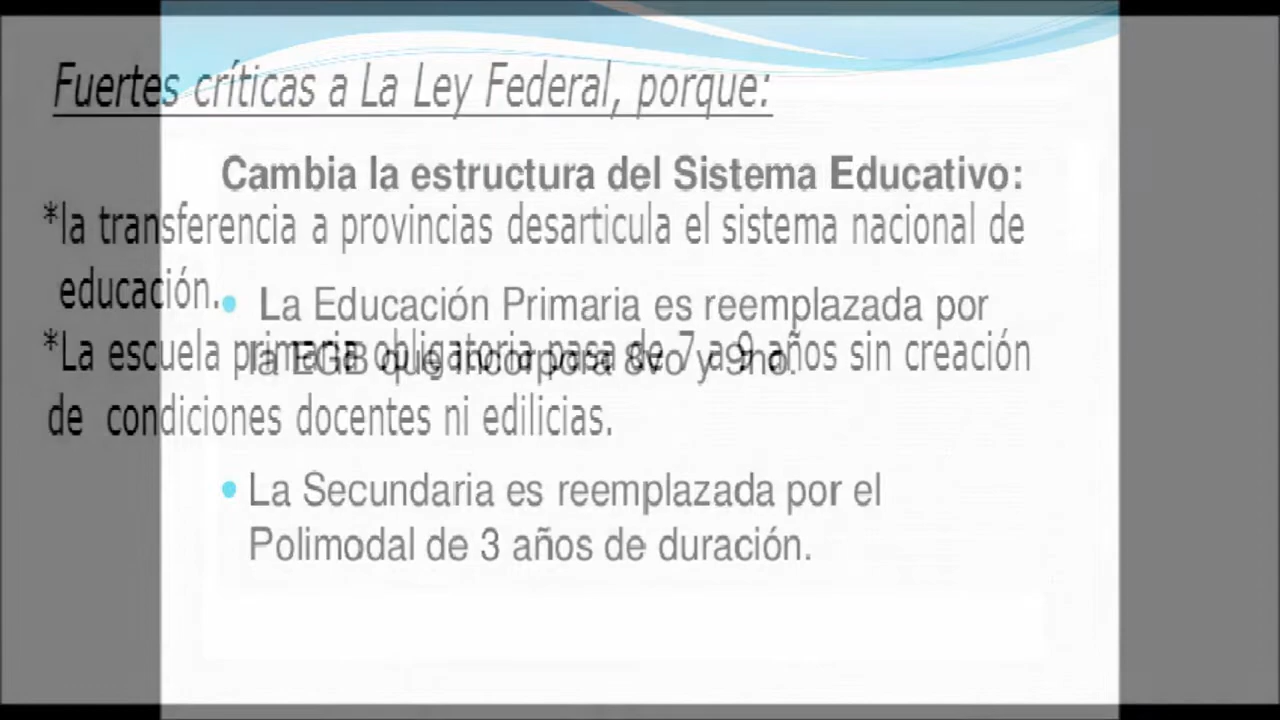 Fuertes críticas a La Ley Federal, porque:
Cambia la estructura del Sistema Educativo:
*la transferencia a provincias desarticula el sistema nacional de
educación.
• La Educación Primaria es reemplazada por
*La escuela primaria obligatoria pasa de 7 a 9 años sin creación
la EGB que incorpora 8vo y 9no.
de condiciones docentes ni edilicias.
• La Secundaria es reemplazada por el
Polimodal de 3 años de duración.